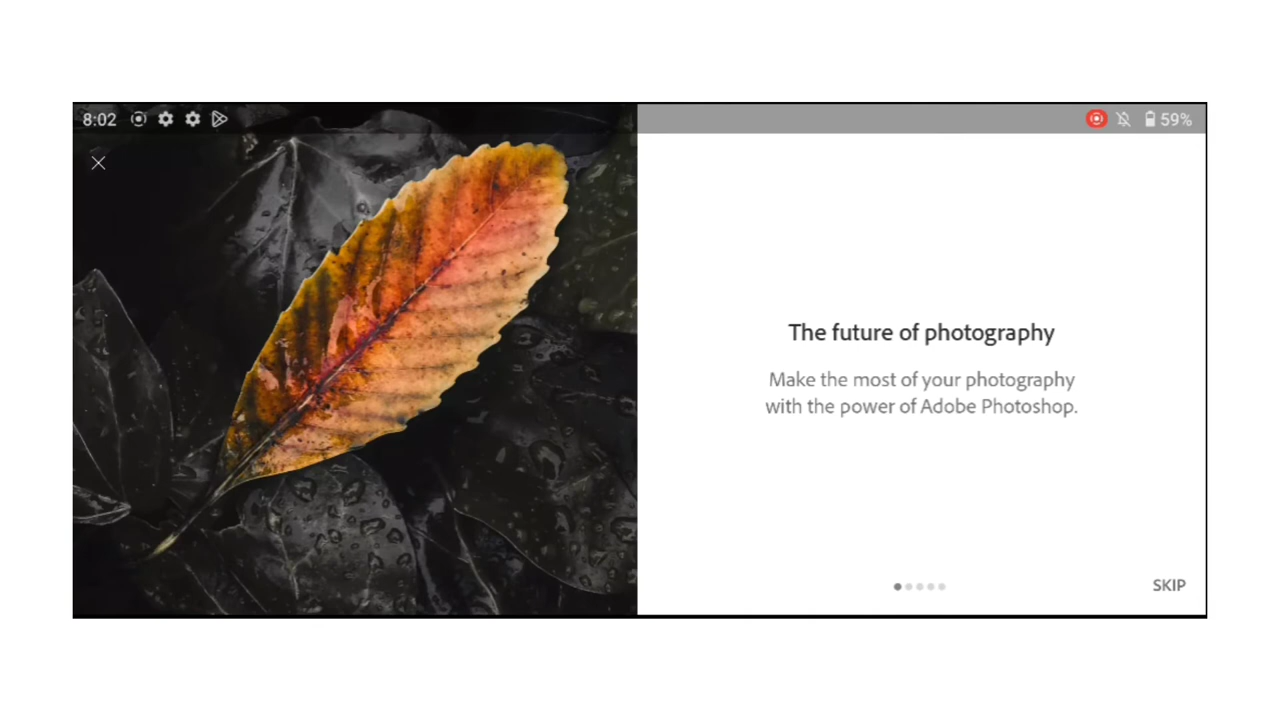 8:02
59%
The future of photography
Make the most of your photography
with the power of Adobe Photoshop.
SKIP